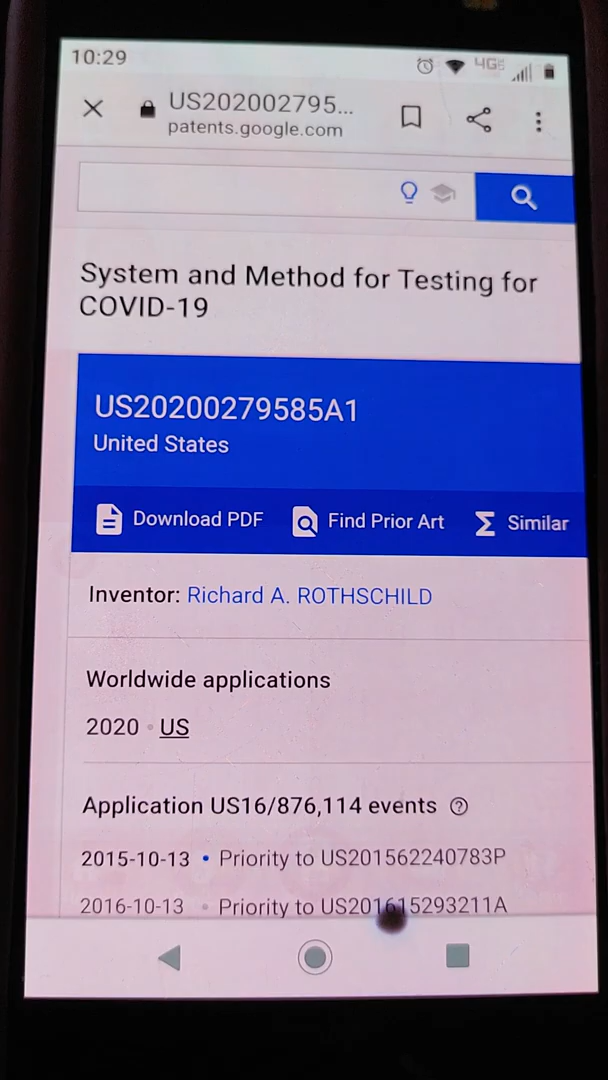 10:29
4GE
US202002795...
patents.google.com
System and Method for Testing for
COVID-19
US20200279585A1
United States
Download PDF Find Prior Art Similar
Inventor: Richard A. ROTHSCHILD
Worldwide applications
2020 • US
Application US16/876,114 events
2015-10-13 • Priority to US201562240783P
2016-10-13 • Priority to US201615293211A